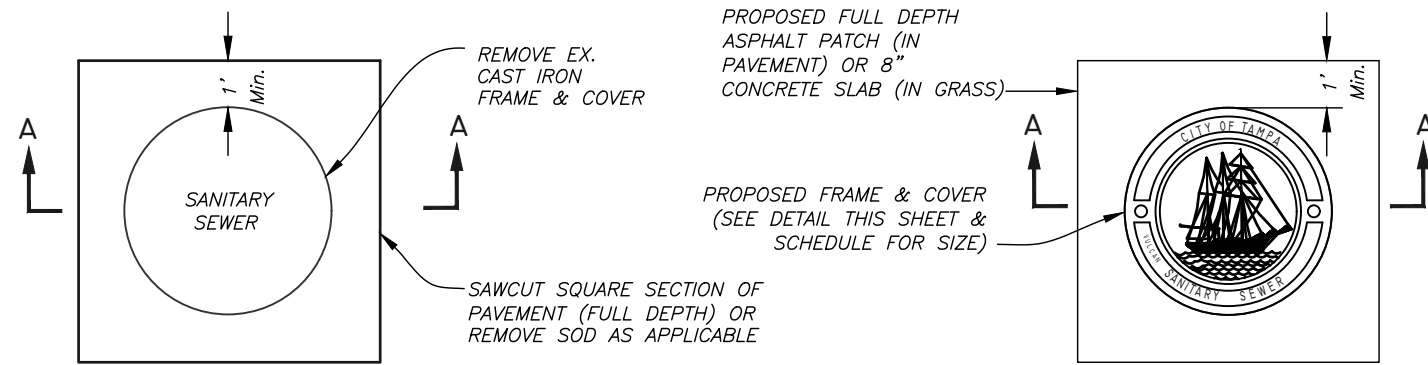 REMOVE EX.
CAST IRON
FRAME & COVER
1'
Min.
A
A
SANITARY
SEWER
SAWCUT SQUARE SECTION OF
PAVEMENT (FULL DEPTH) OR
REMOVE SOD AS APPLICABLE
PROPOSED FULL DEPTH
ASPHALT PATCH (IN
PAVEMENT) OR 8"
CONCRETE SLAB (IN GRASS)
1'
Min.
A
A
PROPOSED FRAME & COVER
(SEE DETAIL THIS SHEET &
SCHEDULE FOR SIZE)
CITY OF TAMPA
VULCAN
SANITARY SEWER